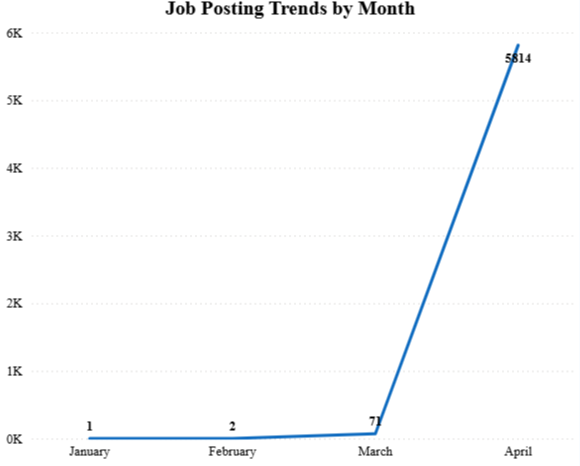 Job Posting Trends by Month
6K
5814
5K
4K
3K
2K
1K
1
2
71
0K
January
February
March
April